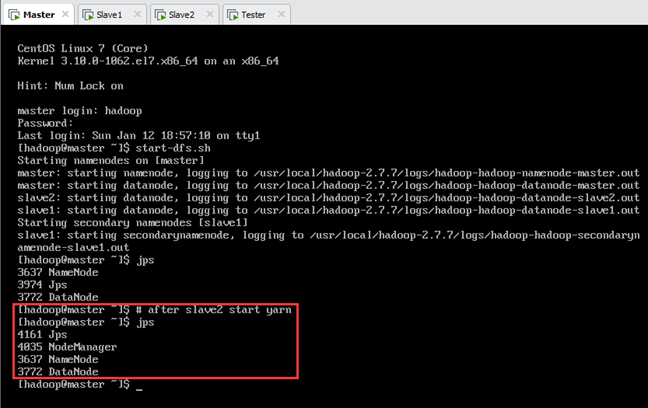 Master Slave1 Slave2 Tester
CentOS Linux 7 (Core)
Kernel 3.10.0-1062.el7.x86_64 on an x86_64
Hint: Num Lock on
master login: hadoop
Password:
Last login: Sun Jan 12 18:57:10 on tty1
[hadoop@master ~]$ start-dfs.sh
Starting namenodes on [master]
master: starting namenode, logging to /usr/local/hadoop-2.7.7/logs/hadoop-hadoop-namenode-master.out
master: starting datanode, logging to /usr/local/hadoop-2.7.7/logs/hadoop-hadoop-datanode-master.out
slave2: starting datanode, logging to /usr/local/hadoop-2.7.7/logs/hadoop-hadoop-datanode-slave2.out
slave1: starting datanode, logging to /usr/local/hadoop-2.7.7/logs/hadoop-hadoop-datanode-slave1.out
Starting secondary namenodes [slave1]
slave1: starting secondarynamenode, logging to /usr/local/hadoop-2.7.7/logs/hadoop-hadoop-secondaryn
amenode-slave1.out
[hadoop@master ~]$ jps
3637 NameNode
3974 Jps
3772 DataNode
[hadoop@master ~]$ # after slave2 start yarn
[hadoop@master ~]$ jps
4161 Jps
4035 NodeManager
3637 NameNode
3772 DataNode
[hadoop@master ~]$ _